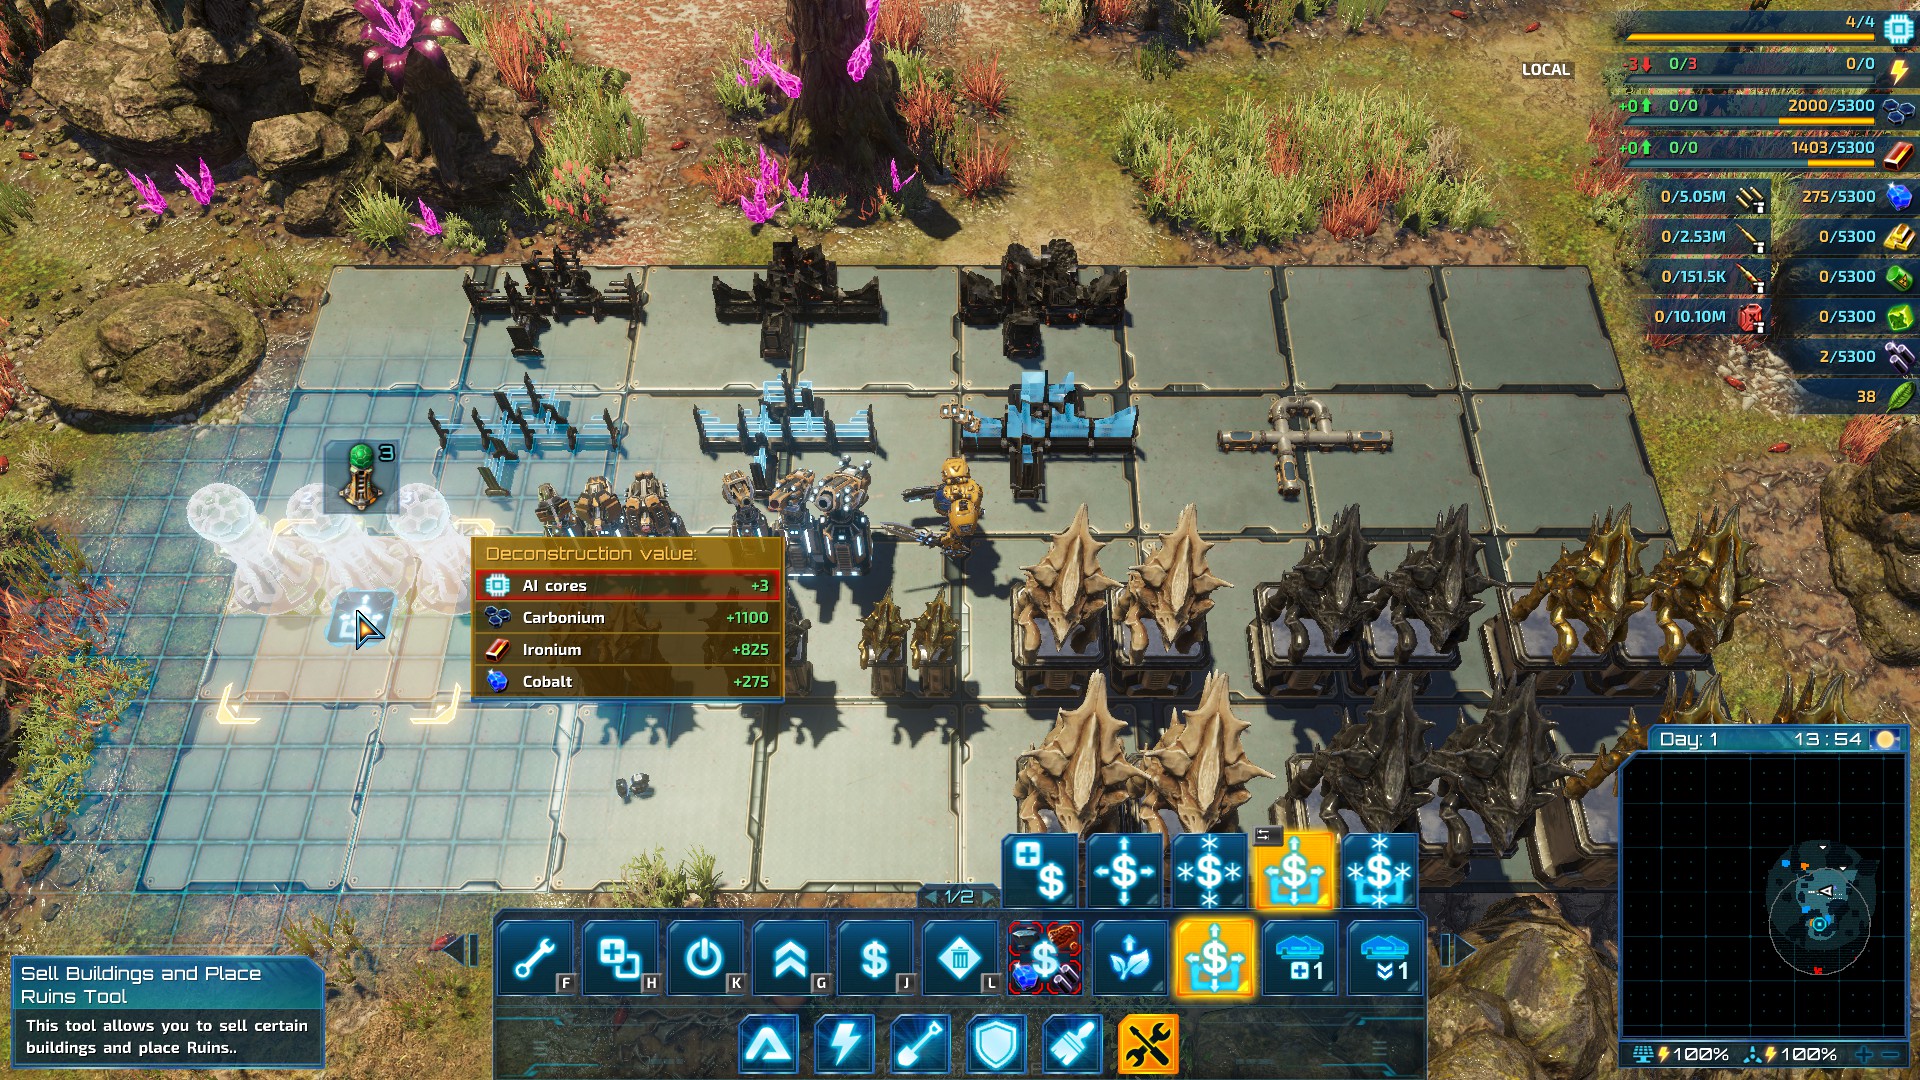 4/4
-3 0/3 0/0
LOCAL
+0 0/0 2000/5300
+0 0/0 1403/5300
0/5.05M 275/5300
0/2.53M 0/5300
0/151.5K 0/5300
0/10.10M 0/5300
2/5300
38
3
Deconstruction value:
AI cores +3
Carbonium +1100
Ironium +825
Cobalt +275
Day: 1 13:54
$ $ $ $ $
1/2
F H K G $ J L $ $ 1 1
Sell Buildings and Place
Ruins Tool
This tool allows you to sell certain
buildings and place Ruins..
100% 100%